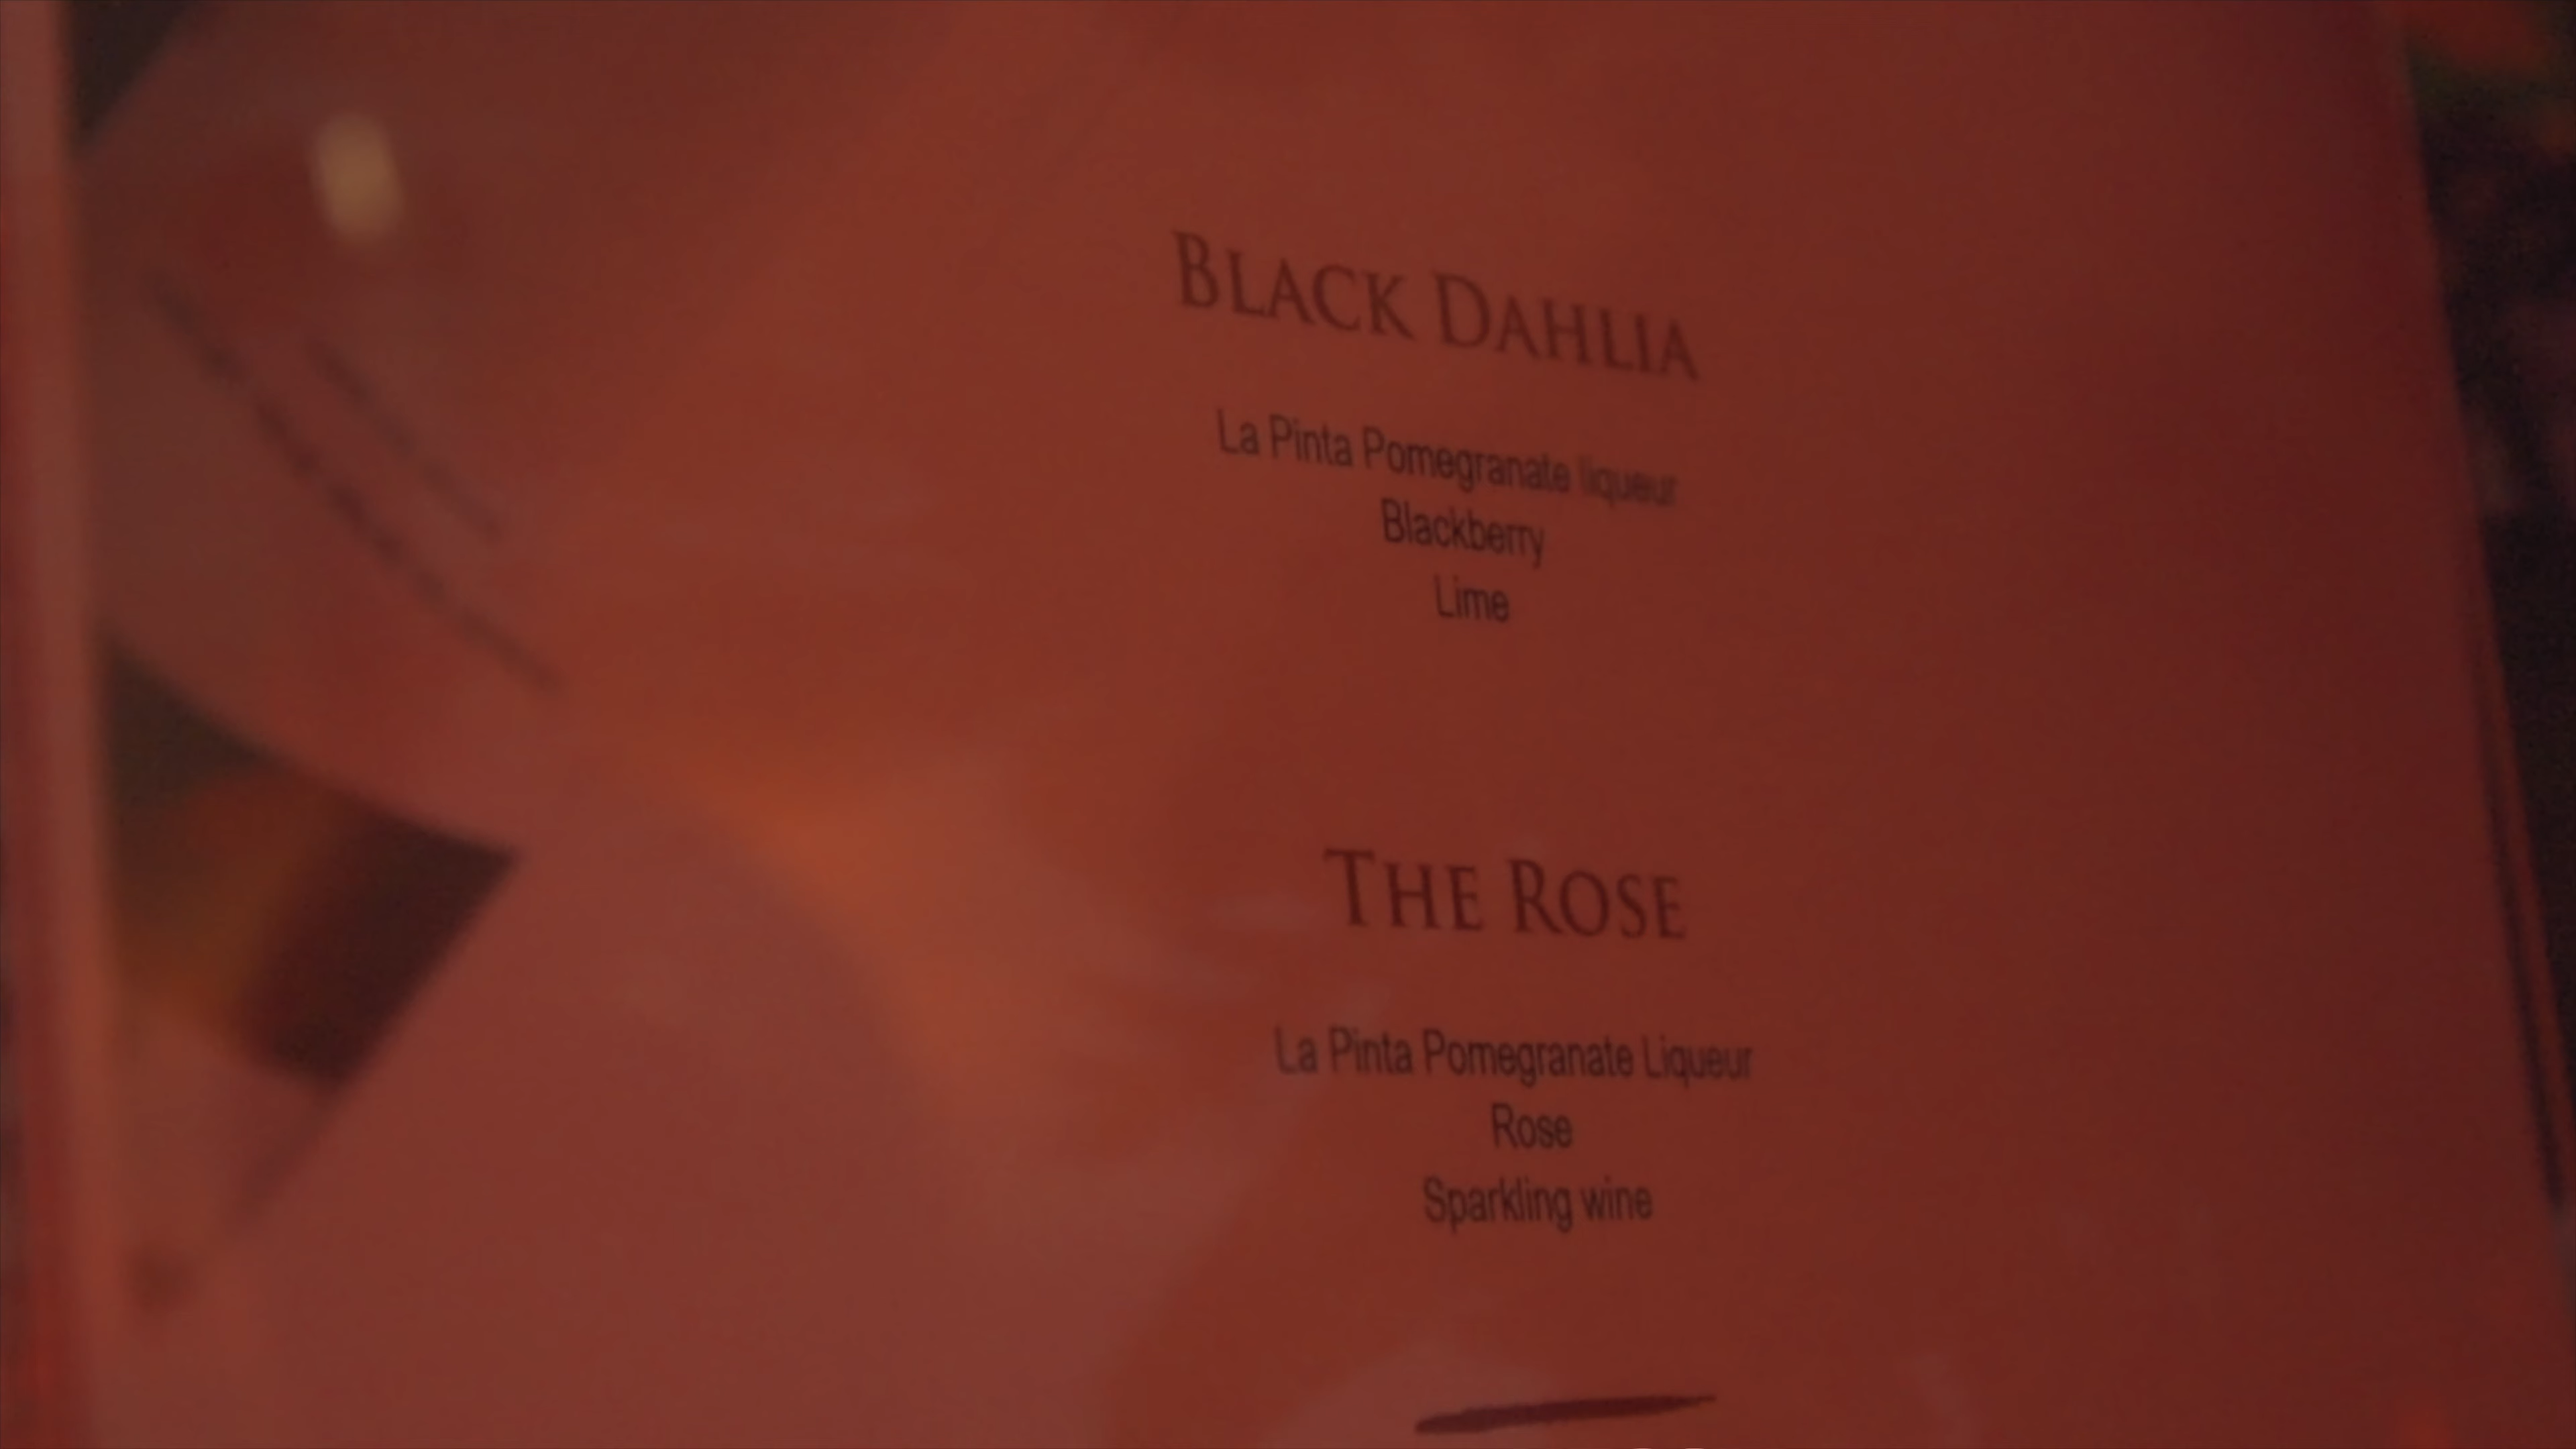 BLACK DAHLIA
La Pinta Pomegranate liqueur
Blackberry
Lime
THE ROSE
La Pinta Pomegranate Liqueur
Rose
Sparkling wine